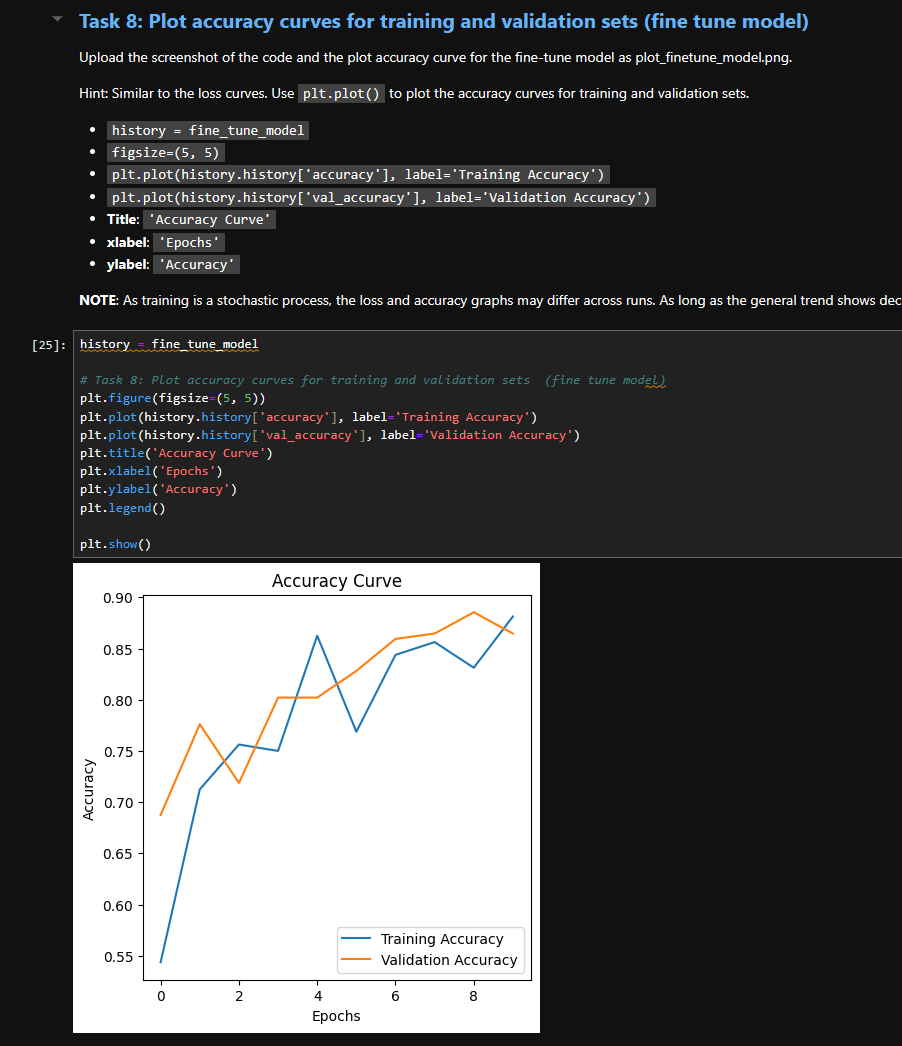 Task 8: Plot accuracy curves for training and validation sets (fine tune model)
Upload the screenshot of the code and the plot accuracy curve for the fine-tune model as plot_finetune_model.png.
Hint: Similar to the loss curves. Use plt.plot() to plot the accuracy curves for training and validation sets.
history = fine_tune_model
figsize=(5, 5)
plt.plot(history.history['accuracy'], label='Training Accuracy')
plt.plot(history.history['val_accuracy'], label='Validation Accuracy')
Title: 'Accuracy Curve'
xlabel: 'Epochs'
ylabel: 'Accuracy'
NOTE: As training is a stochastic process, the loss and accuracy graphs may differ across runs. As long as the general trend shows dec
[25]: history = fine_tune_model
# Task 8: Plot accuracy curves for training and validation sets  (fine tune model)
plt.figure(figsize=(5, 5))
plt.plot(history.history['accuracy'], label='Training Accuracy')
plt.plot(history.history['val_accuracy'], label='Validation Accuracy')
plt.title('Accuracy Curve')
plt.xlabel('Epochs')
plt.ylabel('Accuracy')
plt.legend()
plt.show()
Accuracy Curve
0.90
0.85
0.80
0.75
0.70
0.65
0.60
0.55
Accuracy
Training Accuracy
Validation Accuracy
0 2 4 6 8
Epochs